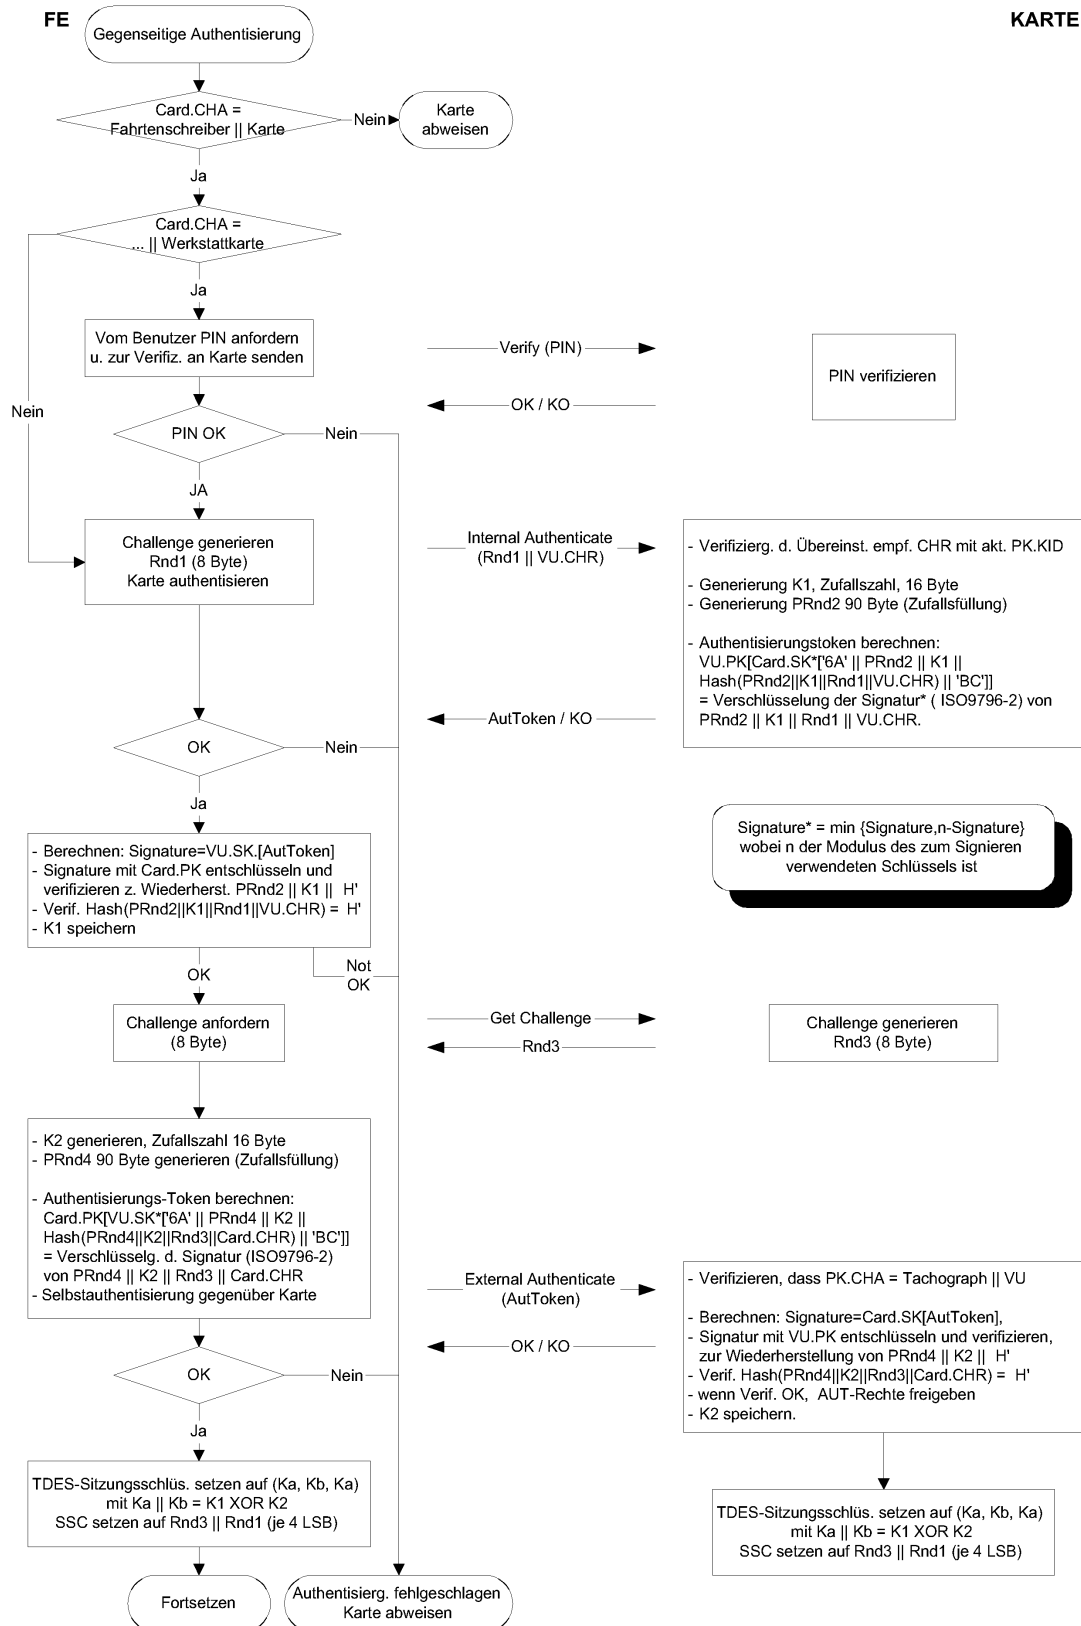 FE
KARTE
Gegenseitige Authentisierung
Card.CHA =
Fahrtenschreiber || Karte
Nein
Karte
abweisen
Ja
Card.CHA =
... || Werkstattkarte
Ja
Nein
Vom Benutzer PIN anfordern
u. zur Verifiz. an Karte senden
Verify (PIN)
OK / KO
PIN verifizieren
PIN OK
Nein
JA
Challenge generieren
Rnd1 (8 Byte)
Karte authentisieren
Internal Authenticate
(Rnd1 || VU.CHR)
- Verifizierg. d. Übereinst. empf. CHR mit akt. PK.KID
- Generierung K1, Zufallszahl, 16 Byte
- Generierung PRnd2 90 Byte (Zufallsfüllung)
- Authentisierungstoken berechnen:
VU.PK[Card.SK*['6A' || PRnd2 || K1 ||
Hash(PRnd2||K1||Rnd1||VU.CHR) || 'BC']]
= Verschlüsselung der Signatur* ( ISO9796-2) von
PRnd2 || K1 || Rnd1 || VU.CHR.
AutToken / KO
OK
Nein
Ja
Signature* = min {Signature,n-Signature}
wobei n der Modulus des zum Signieren
verwendeten Schlüssels ist
- Berechnen: Signature=VU.SK.[AutToken]
- Signature mit Card.PK entschlüsseln und
verifizieren z. Wiederherst. PRnd2 || K1 || H'
- Verif. Hash(PRnd2||K1||Rnd1||VU.CHR) = H'
- K1 speichern
OK
Not
OK
Challenge anfordern
(8 Byte)
Get Challenge
Rnd3
Challenge generieren
Rnd3 (8 Byte)
- K2 generieren, Zufallszahl 16 Byte
- PRnd4 90 Byte generieren (Zufallsfüllung)
- Authentisierungs-Token berechnen:
Card.PK[VU.SK*['6A' || PRnd4 || K2 ||
Hash(PRnd4||K2||Rnd3||Card.CHR) || 'BC']]
= Verschlüsselg. d. Signatur (ISO9796-2)
von PRnd4 || K2 || Rnd3 || Card.CHR
- Selbstauthentisierung gegenüber Karte
External Authenticate
(AutToken)
OK / KO
- Verifizieren, dass PK.CHA = Tachograph || VU
- Berechnen: Signature=Card.SK[AutToken],
- Signatur mit VU.PK entschlüsseln und verifizieren,
zur Wiederherstellung von PRnd4 || K2 || H'
- Verif. Hash(PRnd4||K2||Rnd3||Card.CHR) = H'
- wenn Verif. OK, AUT-Rechte freigeben
- K2 speichern.
OK
Nein
Ja
TDES-Sitzungsschlüs. setzen auf (Ka, Kb, Ka)
mit Ka || Kb = K1 XOR K2
SSC setzen auf Rnd3 || Rnd1 (je 4 LSB)
TDES-Sitzungsschlüs. setzen auf (Ka, Kb, Ka)
mit Ka || Kb = K1 XOR K2
SSC setzen auf Rnd3 || Rnd1 (je 4 LSB)
Fortsetzen
Authentisierg. fehlgeschlagen
Karte abweisen